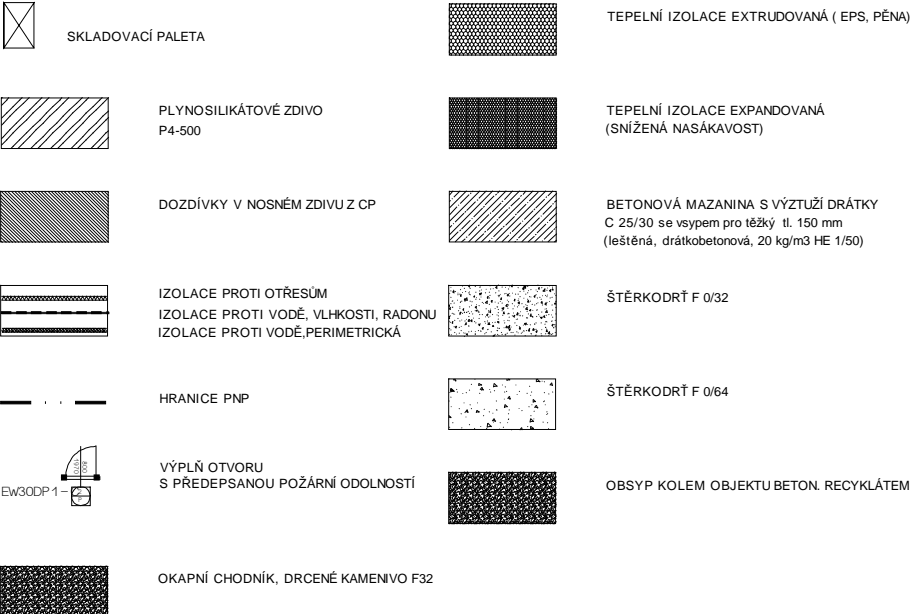 SKLADOVACÍ PALETA
PLYNOSILIKÁTOVÉ ZDIVO
P4-500
DOZDÍVKY V NOSNÉM ZDIVU Z CP
IZOLACE PROTI OTŘESŮM
IZOLACE PROTI VODĚ, VLHKOSTI, RADONU
IZOLACE PROTI VODĚ,PERIMETRICKÁ
HRANICE PNP
800
1970
EW30DP1-
VÝPLŇ OTVORU
S PŘEDEPSANOU POŽÁRNÍ ODOLNOSTÍ
OKAPNÍ CHODNÍK, DRCENÉ KAMENIVO F32
TEPELNÍ IZOLACE EXTRUDOVANÁ ( EPS, PĚNA)
TEPELNÍ IZOLACE EXPANDOVANÁ
(SNÍŽENÁ NASÁKAVOST)
BETONOVÁ MAZANINA S VÝZTUŽÍ DRÁTKY
C 25/30 se vsypem pro těžký tl. 150 mm
(leštěná, drátkobetonová, 20 kg/m3 HE 1/50)
ŠTĚRKODRŤ F 0/32
ŠTĚRKODRŤ F 0/64
OBSYP KOLEM OBJEKTU BETON. RECYKLÁTEM